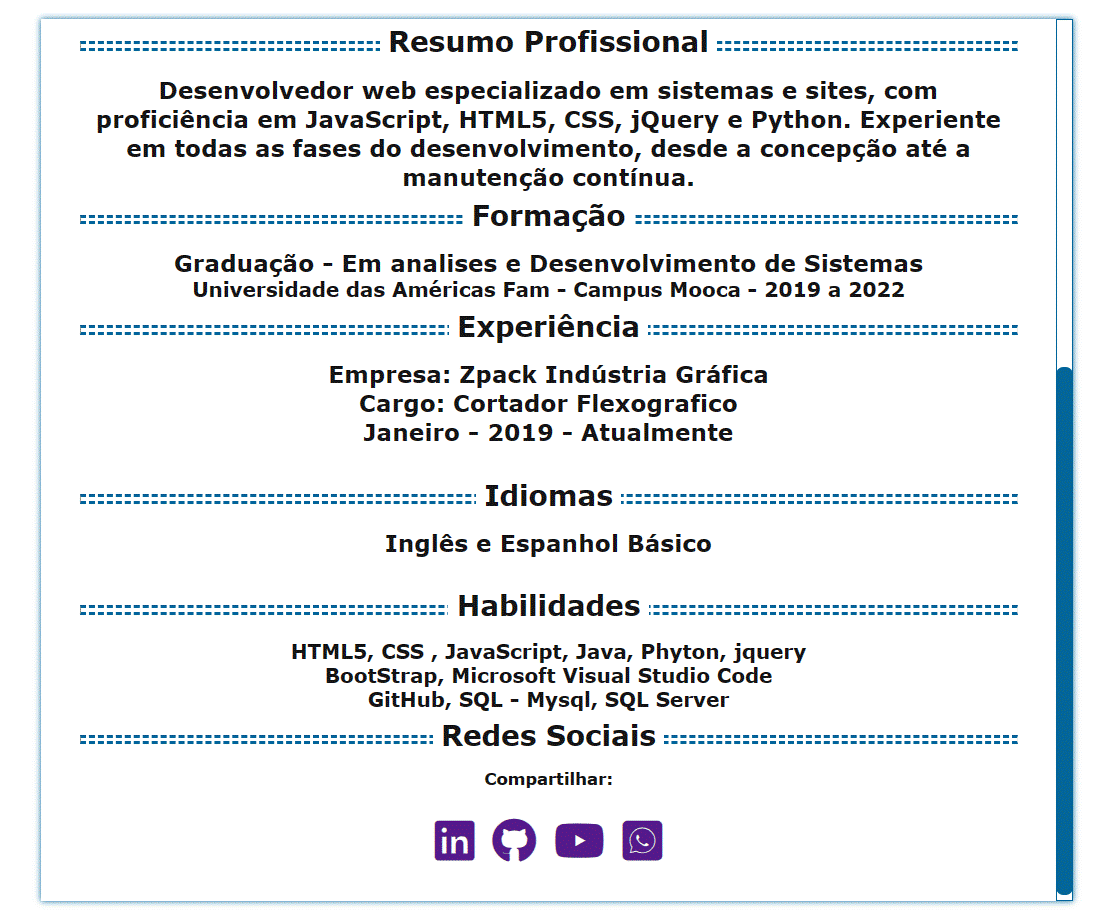 Resumo Profissional
Desenvolvedor web especializado em sistemas e sites, com
proficiência em JavaScript, HTML5, CSS, jQuery e Python. Experiente
em todas as fases do desenvolvimento, desde a concepção até a
manutenção contínua.
Formação
Graduação - Em analises e Desenvolvimento de Sistemas
Universidade das Américas Fam - Campus Mooca - 2019 a 2022
Experiência
Empresa: Zpack Indústria Gráfica
Cargo: Cortador Flexografico
Janeiro - 2019 - Atualmente
Idiomas
Inglês e Espanhol Básico
Habilidades
HTML5, CSS , JavaScript, Java, Phyton, jquery
BootStrap, Microsoft Visual Studio Code
GitHub, SQL - Mysql, SQL Server
Redes Sociais
Compartilhar:
in